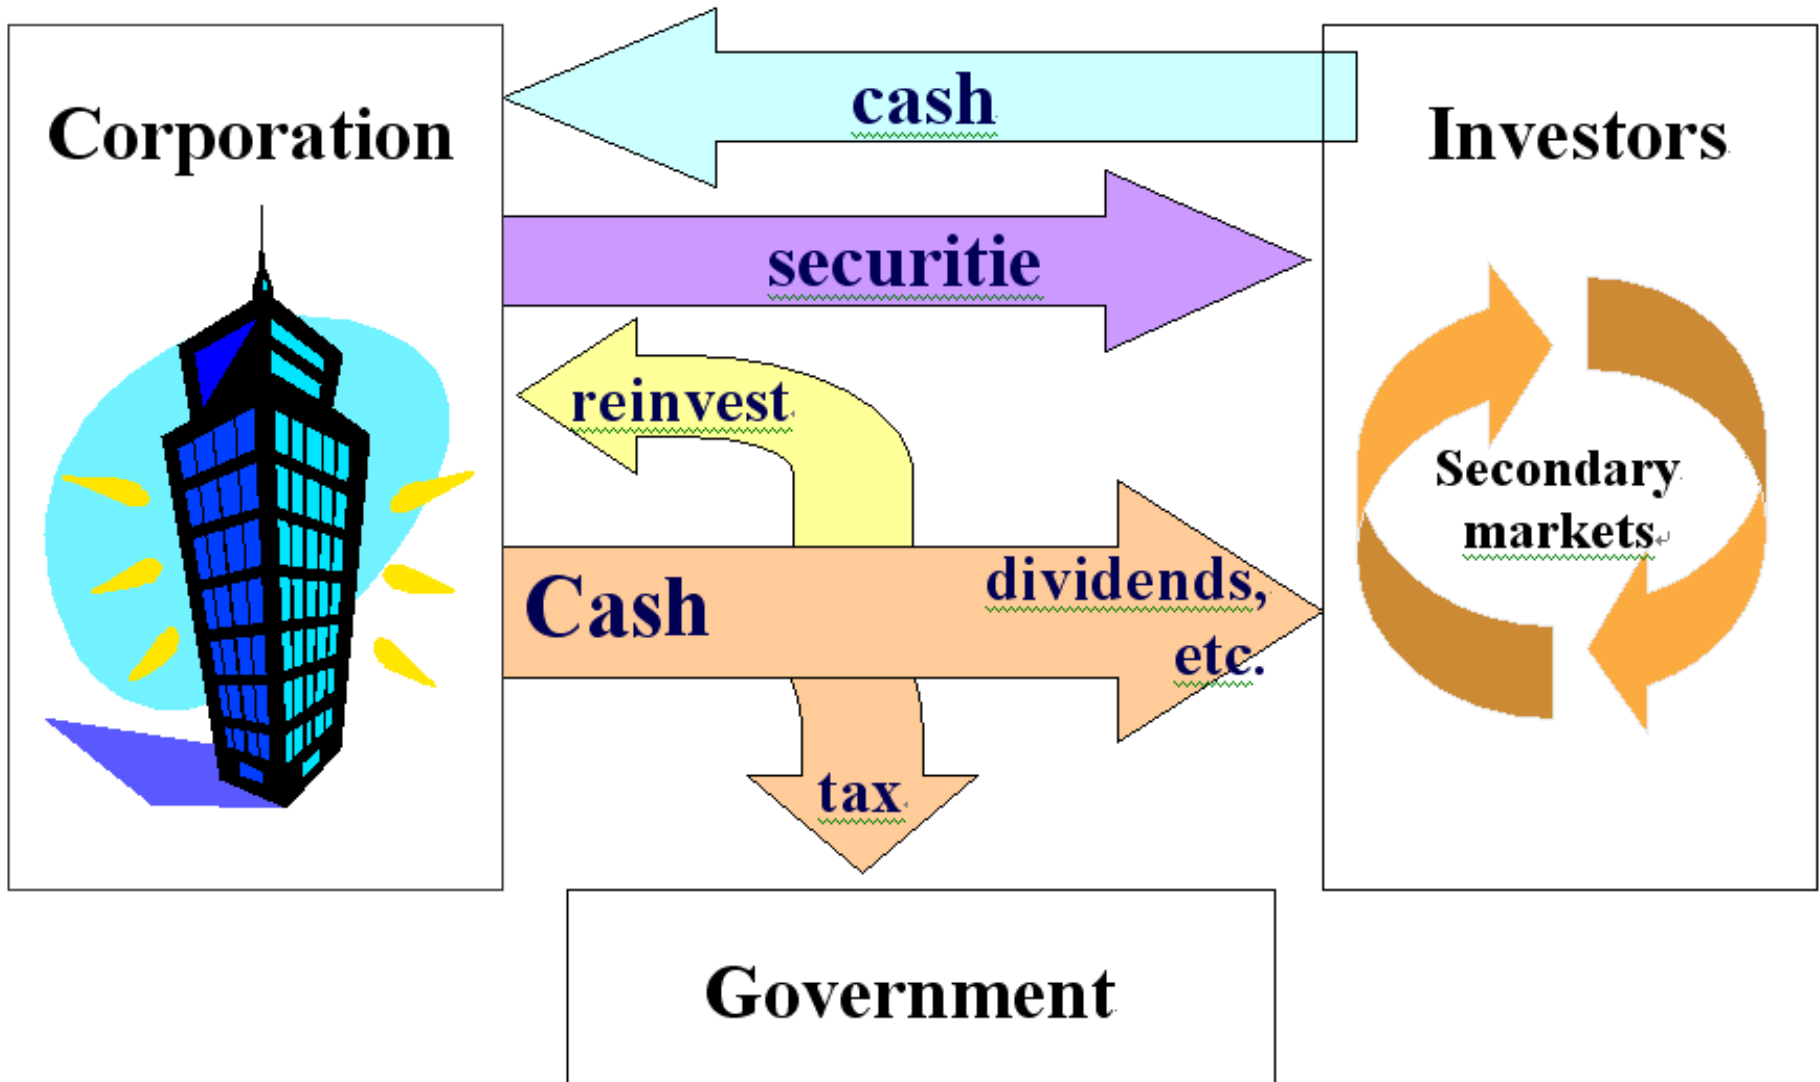 Corporation
cash
Investors
securitie
reinvest
Secondary
markets
Cash
dividends,
etc.
tax
Government